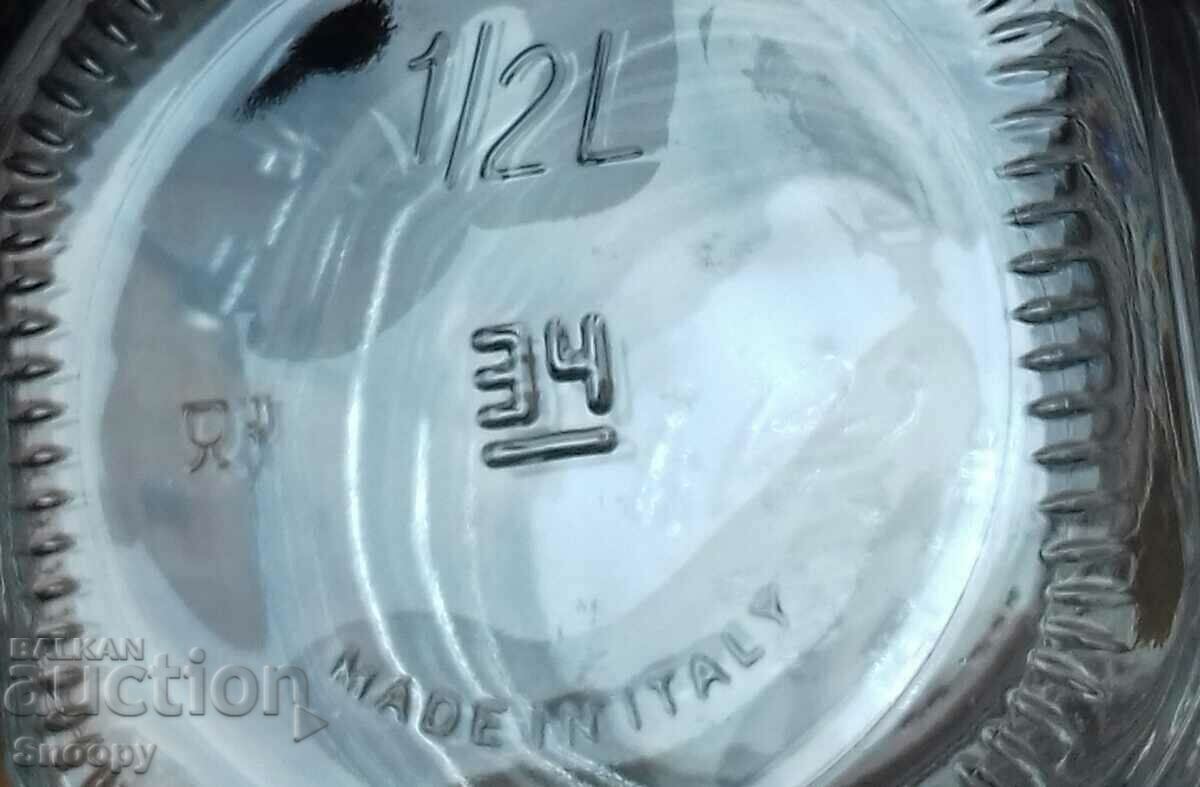 1/2L
34
MADE IN ITALY
BALKAN
auction
Snoopy